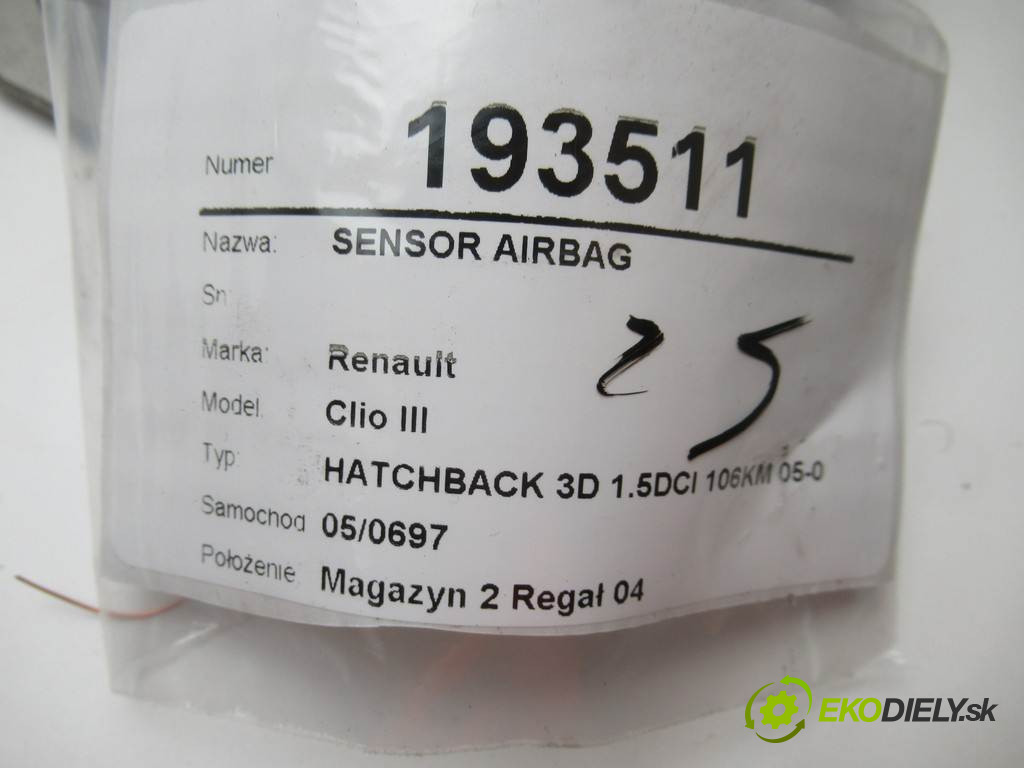 Numer 193511
Nazwa: SENSOR AIRBAG
Sn
25
Marka: Renault
Model Clio III
Typ: HATCHBACK 3D 1.5DCI 106KM 05-0
Samochod 05/0697
Położenie Magazyn 2 Regał 04
EKODIELY.sk